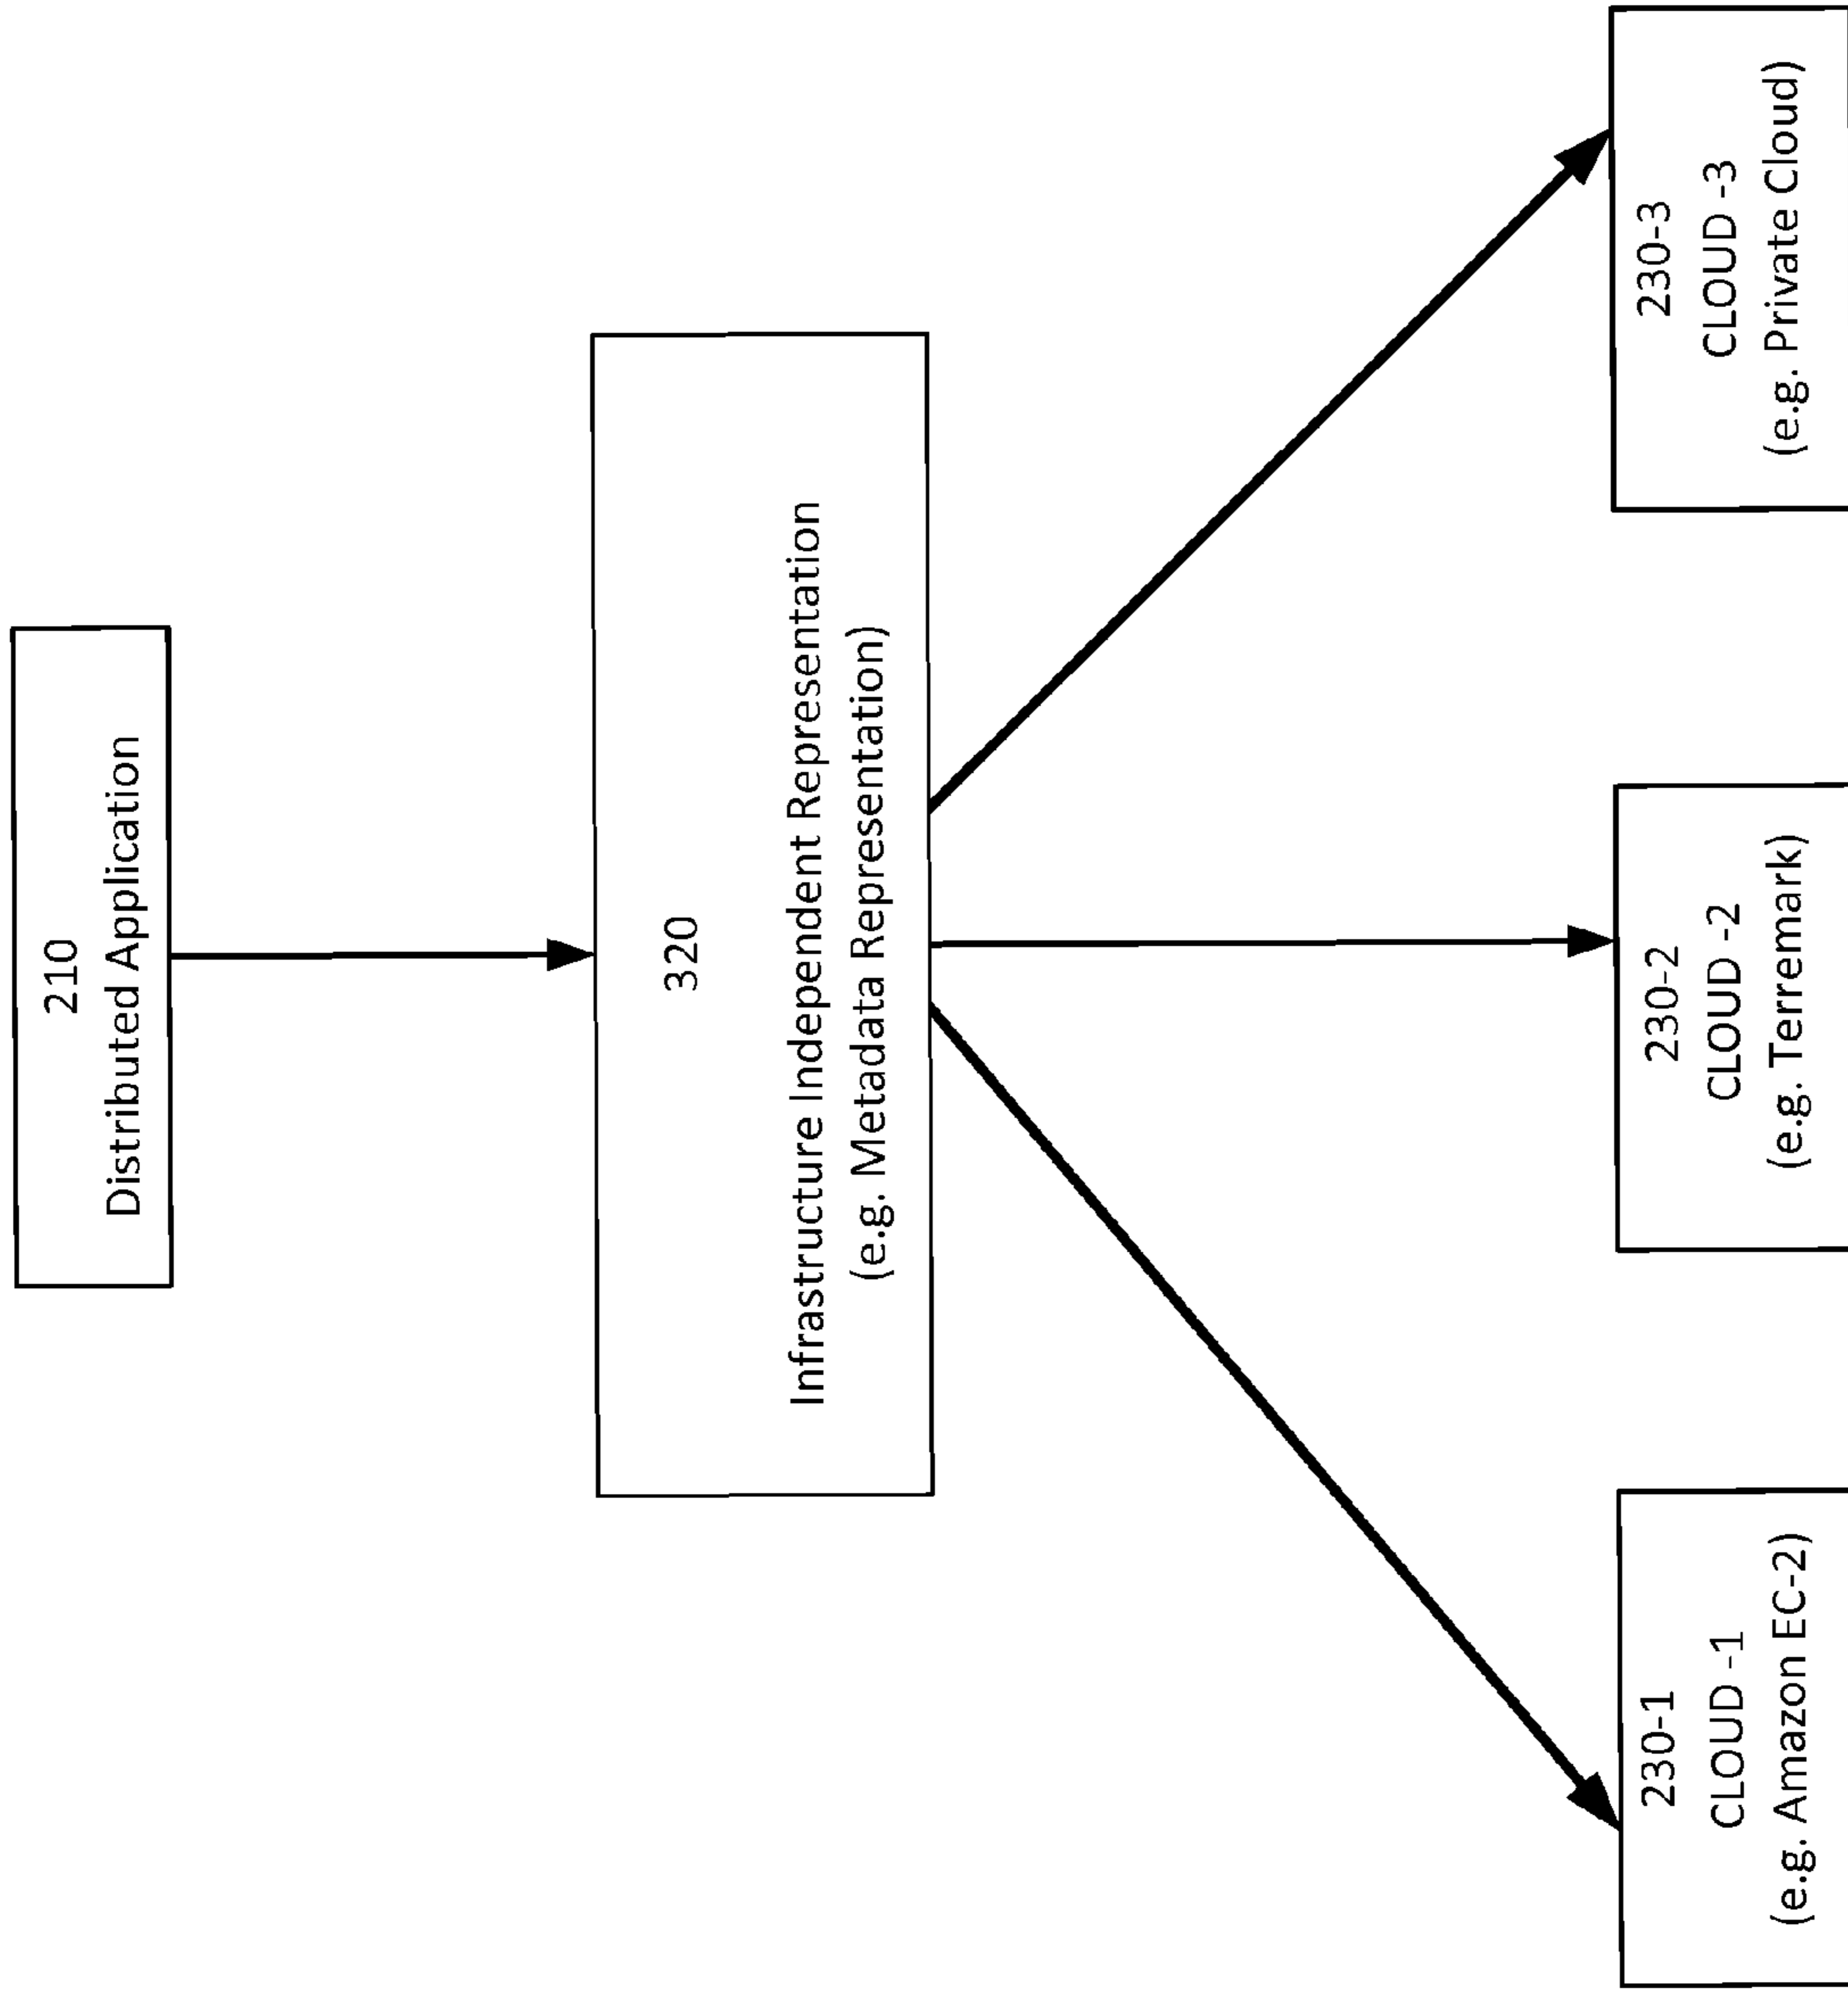 210
Distributed Application
320
Infrastructure Independent Representation
(e.g. Metadata Representation)
230-1
CLOUD -1
(e.g. Amazon EC-2)
230-2
CLOUD -2
(e.g. Terremark)
230-3
CLOUD -3
(e.g. Private Cloud)